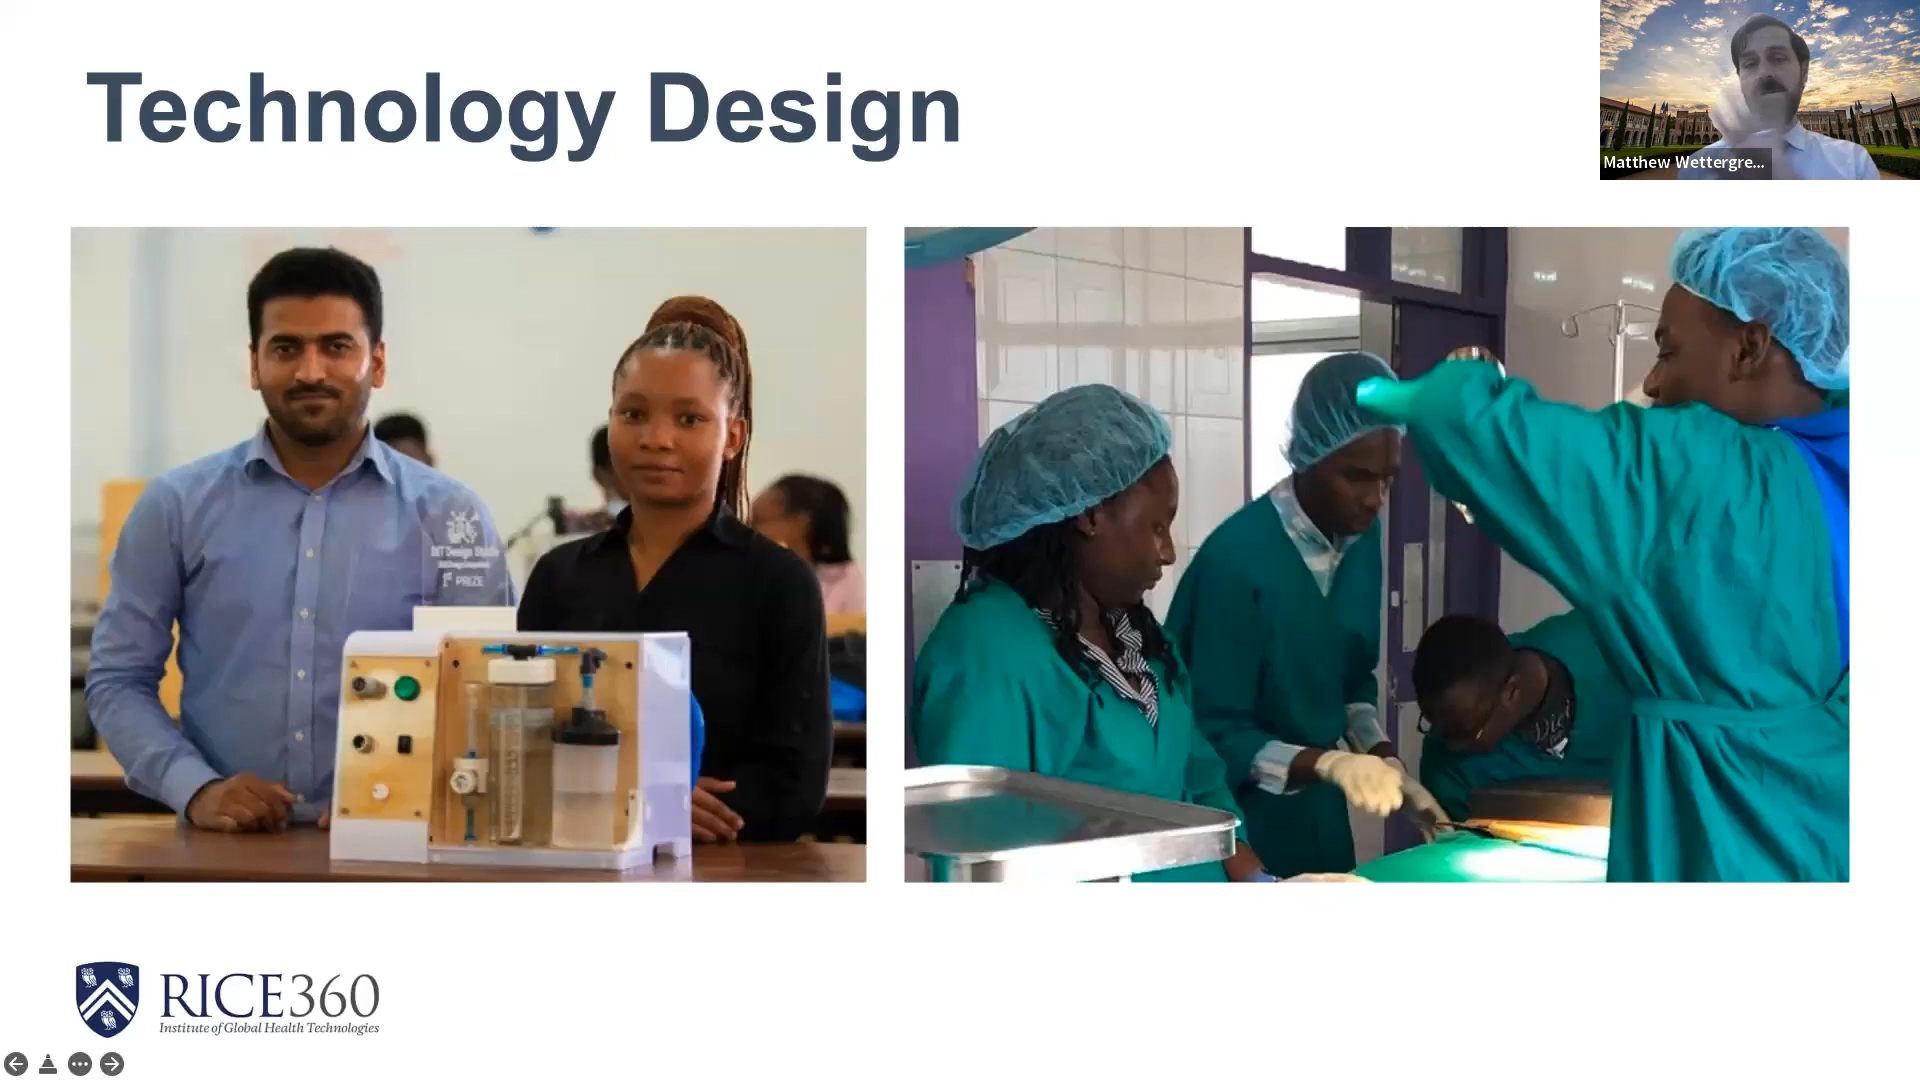 Technology Design
Matthew Wettergre...
1st PRIZE
RICE360
Institute of Global Health Technologies